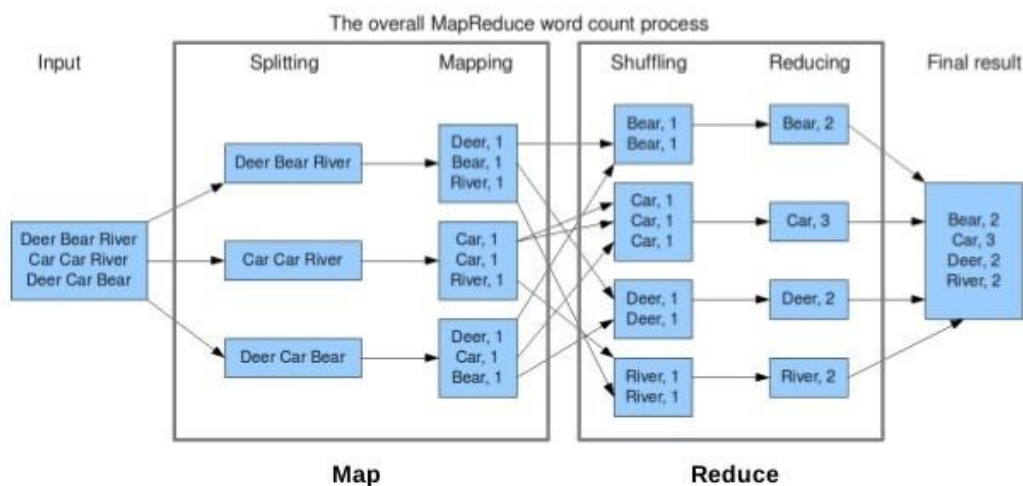 The overall MapReduce word count process
Input
Splitting
Mapping
Shuffling
Reducing
Final result
Deer Bear River
Car Car River
Deer Car Bear
Deer Bear River
Car Car River
Deer Car Bear
Deer, 1
Bear, 1
River, 1
Car, 1
Car, 1
River, 1
Deer, 1
Car, 1
Bear, 1
Bear, 1
Bear, 1
Car, 1
Car, 1
Car, 1
Deer, 1
Deer, 1
River, 1
River, 1
Bear, 2
Car, 3
Deer, 2
River, 2
Bear, 2
Car, 3
Deer, 2
River, 2
Map
Reduce